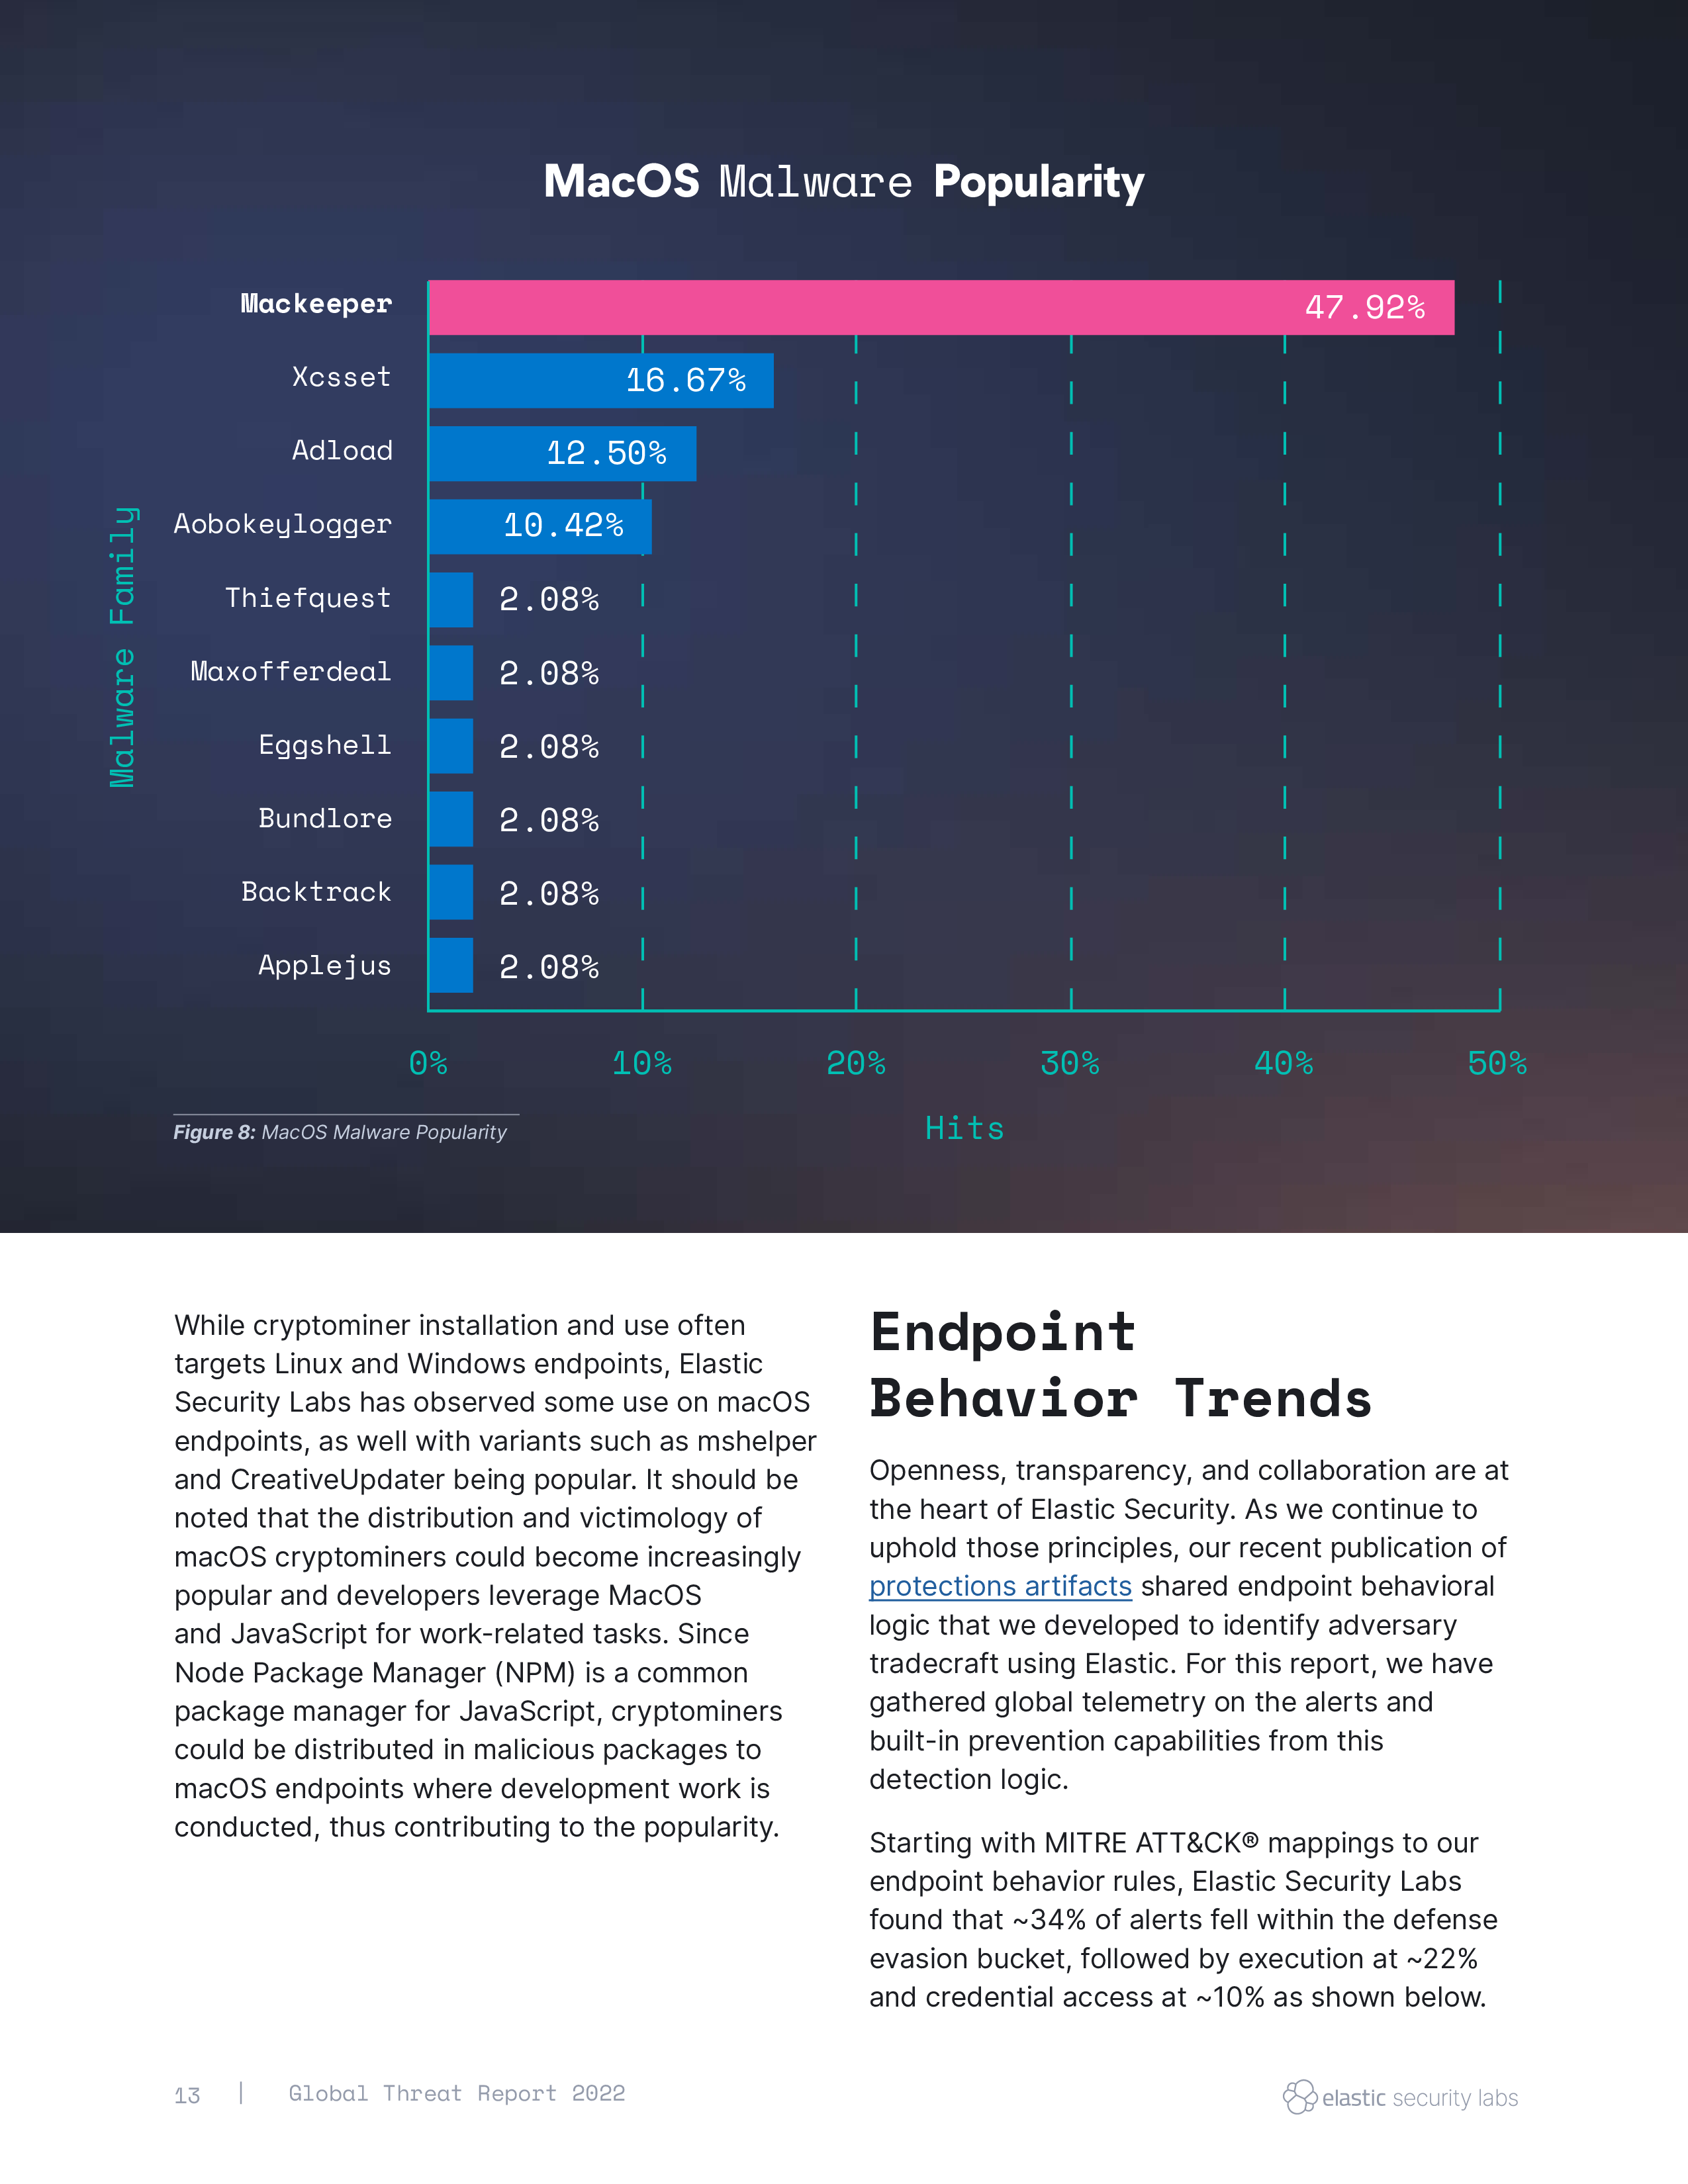 MacOS Malware Popularity
Malware Family
Mackeeper 47.92%
Xcsset 16.67%
Adload 12.50%
Aobokeylogger 10.42%
Thiefquest 2.08%
Maxofferdeal 2.08%
Eggshell 2.08%
Bundlore 2.08%
Backtrack 2.08%
Applejus 2.08%
0% 10% 20% 30% 40% 50%
Hits
Figure 8: MacOS Malware Popularity
While cryptominer installation and use often
targets Linux and Windows endpoints, Elastic
Security Labs has observed some use on macOS
endpoints, as well with variants such as mshelper
and CreativeUpdater being popular. It should be
noted that the distribution and victimology of
macOS cryptominers could become increasingly
popular and developers leverage MacOS
and JavaScript for work-related tasks. Since
Node Package Manager (NPM) is a common
package manager for JavaScript, cryptominers
could be distributed in malicious packages to
macOS endpoints where development work is
conducted, thus contributing to the popularity.
Endpoint
Behavior Trends
Openness, transparency, and collaboration are at
the heart of Elastic Security. As we continue to
uphold those principles, our recent publication of
protections artifacts shared endpoint behavioral
logic that we developed to identify adversary
tradecraft using Elastic. For this report, we have
gathered global telemetry on the alerts and
built-in prevention capabilities from this
detection logic.
Starting with MITRE ATT&CK® mappings to our
endpoint behavior rules, Elastic Security Labs
found that ~34% of alerts fell within the defense
evasion bucket, followed by execution at ~22%
and credential access at ~10% as shown below.
13 | Global Threat Report 2022
elastic security labs